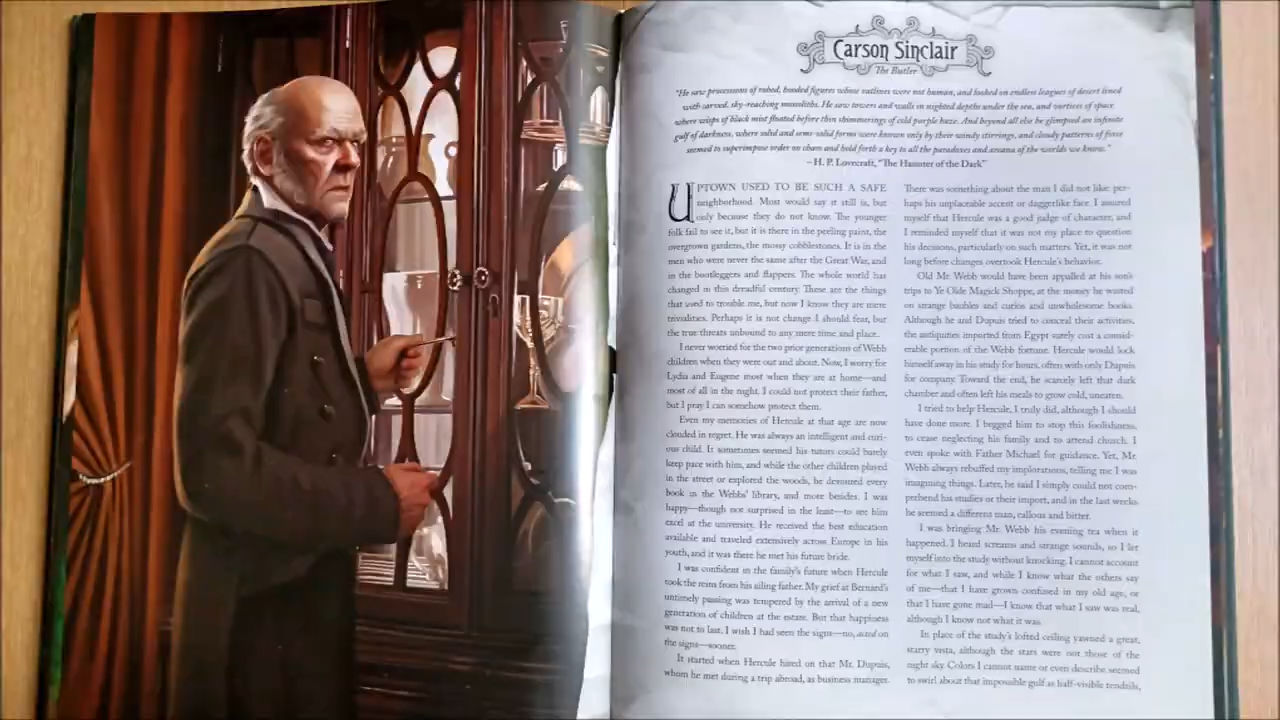 Carson Sinclair
The Butler
"He saw processions of robed, hooded figures whose outlines were not human, and looked on endless leagues of desert lined
with carved, sky-reaching monoliths. He saw towers and walls in nighted depths under the sea, and vortices of space
where wisps of black mist floated before thin shimmerings of cold purple haze. And beyond all else he glimpsed an infinite
gulf of darkness, where solid and semi-solid forms were known only by their windy stirrings, and cloudy patterns of force
seemed to superimpose order on chaos and hold forth a key to all the paradoxes and arcana of the worlds we know."
– H. P. Lovecraft, "The Haunter of the Dark"
UPTOWN USED TO BE SUCH A SAFE
neighborhood. Most would say it still is, but
only because they do not know. The younger
folk fail to see it, but it is there in the peeling paint, the
overgrown gardens, the mossy cobblestones. It is in the
men who were never the same after the Great War, and
in the bootleggers and flappers. The whole world has
changed in this dreadful century. These are the things
that used to trouble me, but now I know they are mere
trivialities. Perhaps it is not change I should fear, but
the true threats unbound to any mere time and place.
I never worried for the two prior generations of Webb
children when they were out and about. Now, I worry for
Lydia and Eugene most when they are at home—and
most of all in the night. I could not protect their father,
but I pray I can somehow protect them.
Even my memories of Hercule at that age are now
clouded in regret. He was always an intelligent and curi-
ous child. It sometimes seemed his tutors could barely
keep pace with him, and while the other children played
in the street or explored the woods, he devoured every
book in the Webbs' library, and more besides. I was
happy—though not surprised in the least—to see him
excel at the university. He received the best education
available and traveled extensively across Europe in his
youth, and it was there he met his future bride.
I was confident in the family's future when Hercule
took the reins from his ailing father. My grief at Bernard's
untimely passing was tempered by the arrival of a new
generation of children at the estate. But that happiness
was not to last. I wish I had seen the signs—no, acted on
the signs—sooner.
It started when Hercule hired on that Mr. Dupuis,
whom he met during a trip abroad, as business manager.
There was something about the man I did not like: per-
haps his unplaceable accent or daggerlike face. I assured
myself that Hercule was a good judge of character, and
I reminded myself that it was not my place to question
his decisions, particularly on such matters. Yet, it was not
long before changes overtook Hercule's behavior.
Old Mr. Webb would have been appalled at his son's
trips to Ye Olde Magick Shoppe, at the money he wasted
on strange baubles and curios and unwholesome books.
Although he and Dupuis tried to conceal their activities,
the antiquities imported from Egypt surely cost a consid-
erable portion of the Webb fortune. Hercule would lock
himself away in his study for hours, often with only Dupuis
for company. Toward the end, he scarcely left that dark
chamber and often left his meals to grow cold, uneaten.
I tried to help Hercule, I truly did, although I should
have done more. I begged him to stop this foolishness,
to cease neglecting his family and to attend church. I
even spoke with Father Michael for guidance. Yet, Mr.
Webb always rebuffed my implorations, telling me I was
imagining things. Later, he said I simply could not com-
prehend his studies or their import, and in the last weeks
he seemed a different man, callous and bitter.
I was bringing Mr. Webb his evening tea when it
happened. I heard screams and strange sounds, so I let
myself into the study without knocking. I cannot account
for what I saw, and while I know what the others say
of me—that I have grown confused in my old age, or
that I have gone mad—I know that what I saw was real,
although I know not what it was.
In place of the study's lofted ceiling yawned a great,
starry vista, although the stars were not those of the
night sky. Colors I cannot name or even describe seemed
to swirl about that impossible gulf as half-visible tendrils,